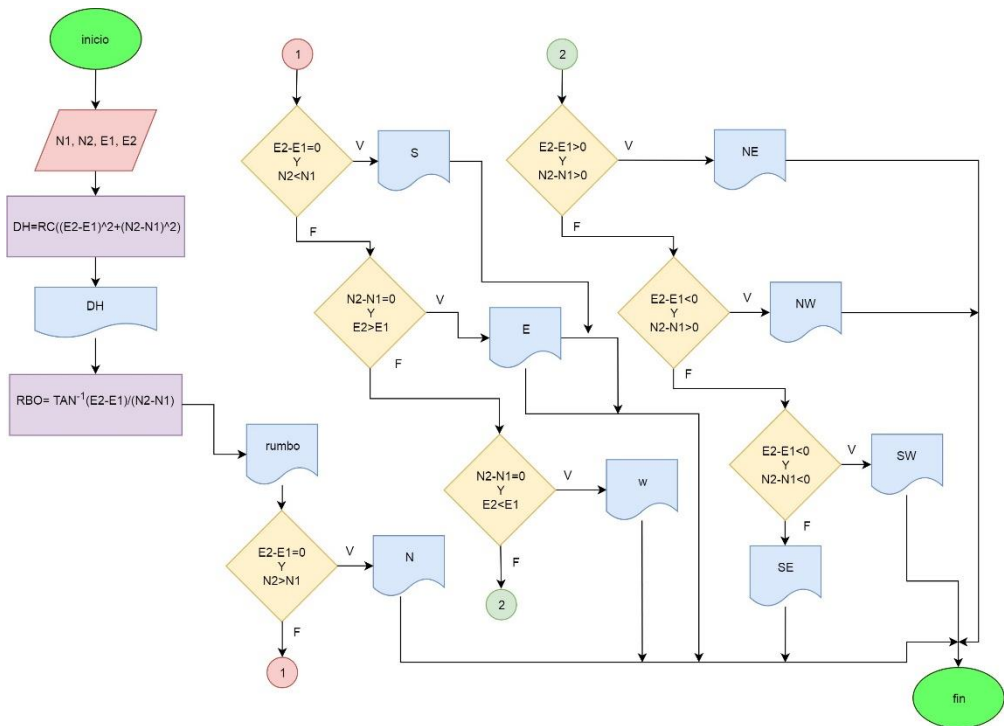 inicio
N1, N2, E1, E2
DH=RC((E2-E1)^2+(N2-N1)^2)
DH
RBO= TAN⁻¹(E2-E1)/(N2-N1)
rumbo
E2-E1=0
Y
N2>N1
V
N
F
1
1
E2-E1=0
Y
N2<N1
V
S
F
N2-N1=0
Y
E2>E1
V
E
F
N2-N1=0
Y
E2<E1
V
w
F
2
2
E2-E1>0
Y
N2-N1>0
V
NE
F
E2-E1<0
Y
N2-N1>0
V
NW
F
E2-E1<0
Y
N2-N1<0
V
SW
F
SE
fin